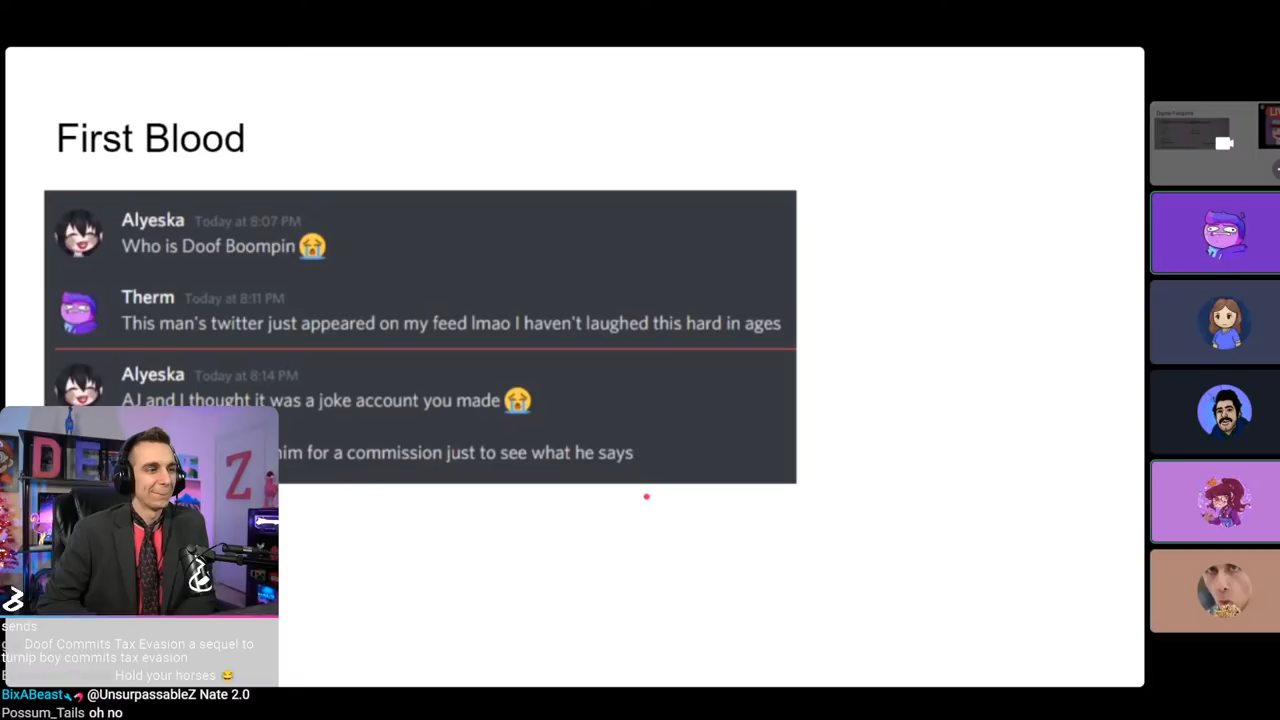 First Blood
Alyeska Today at 8:07 PM
Who is Doof Boompin 😭
Therm Today at 8:11 PM
This man's twitter just appeared on my feed lmao I haven't laughed this hard in ages
Alyeska Today at 8:14 PM
AJ and I thought it was a joke account you made 😭
him for a commission just to see what he says
Z
sends
Doof Commits Tax Evasion a sequel to
turnip boy commits tax evasion
Hold your horses 😂
BixABeast @UnsurpassableZ Nate 2.0
Possum_Tails oh no